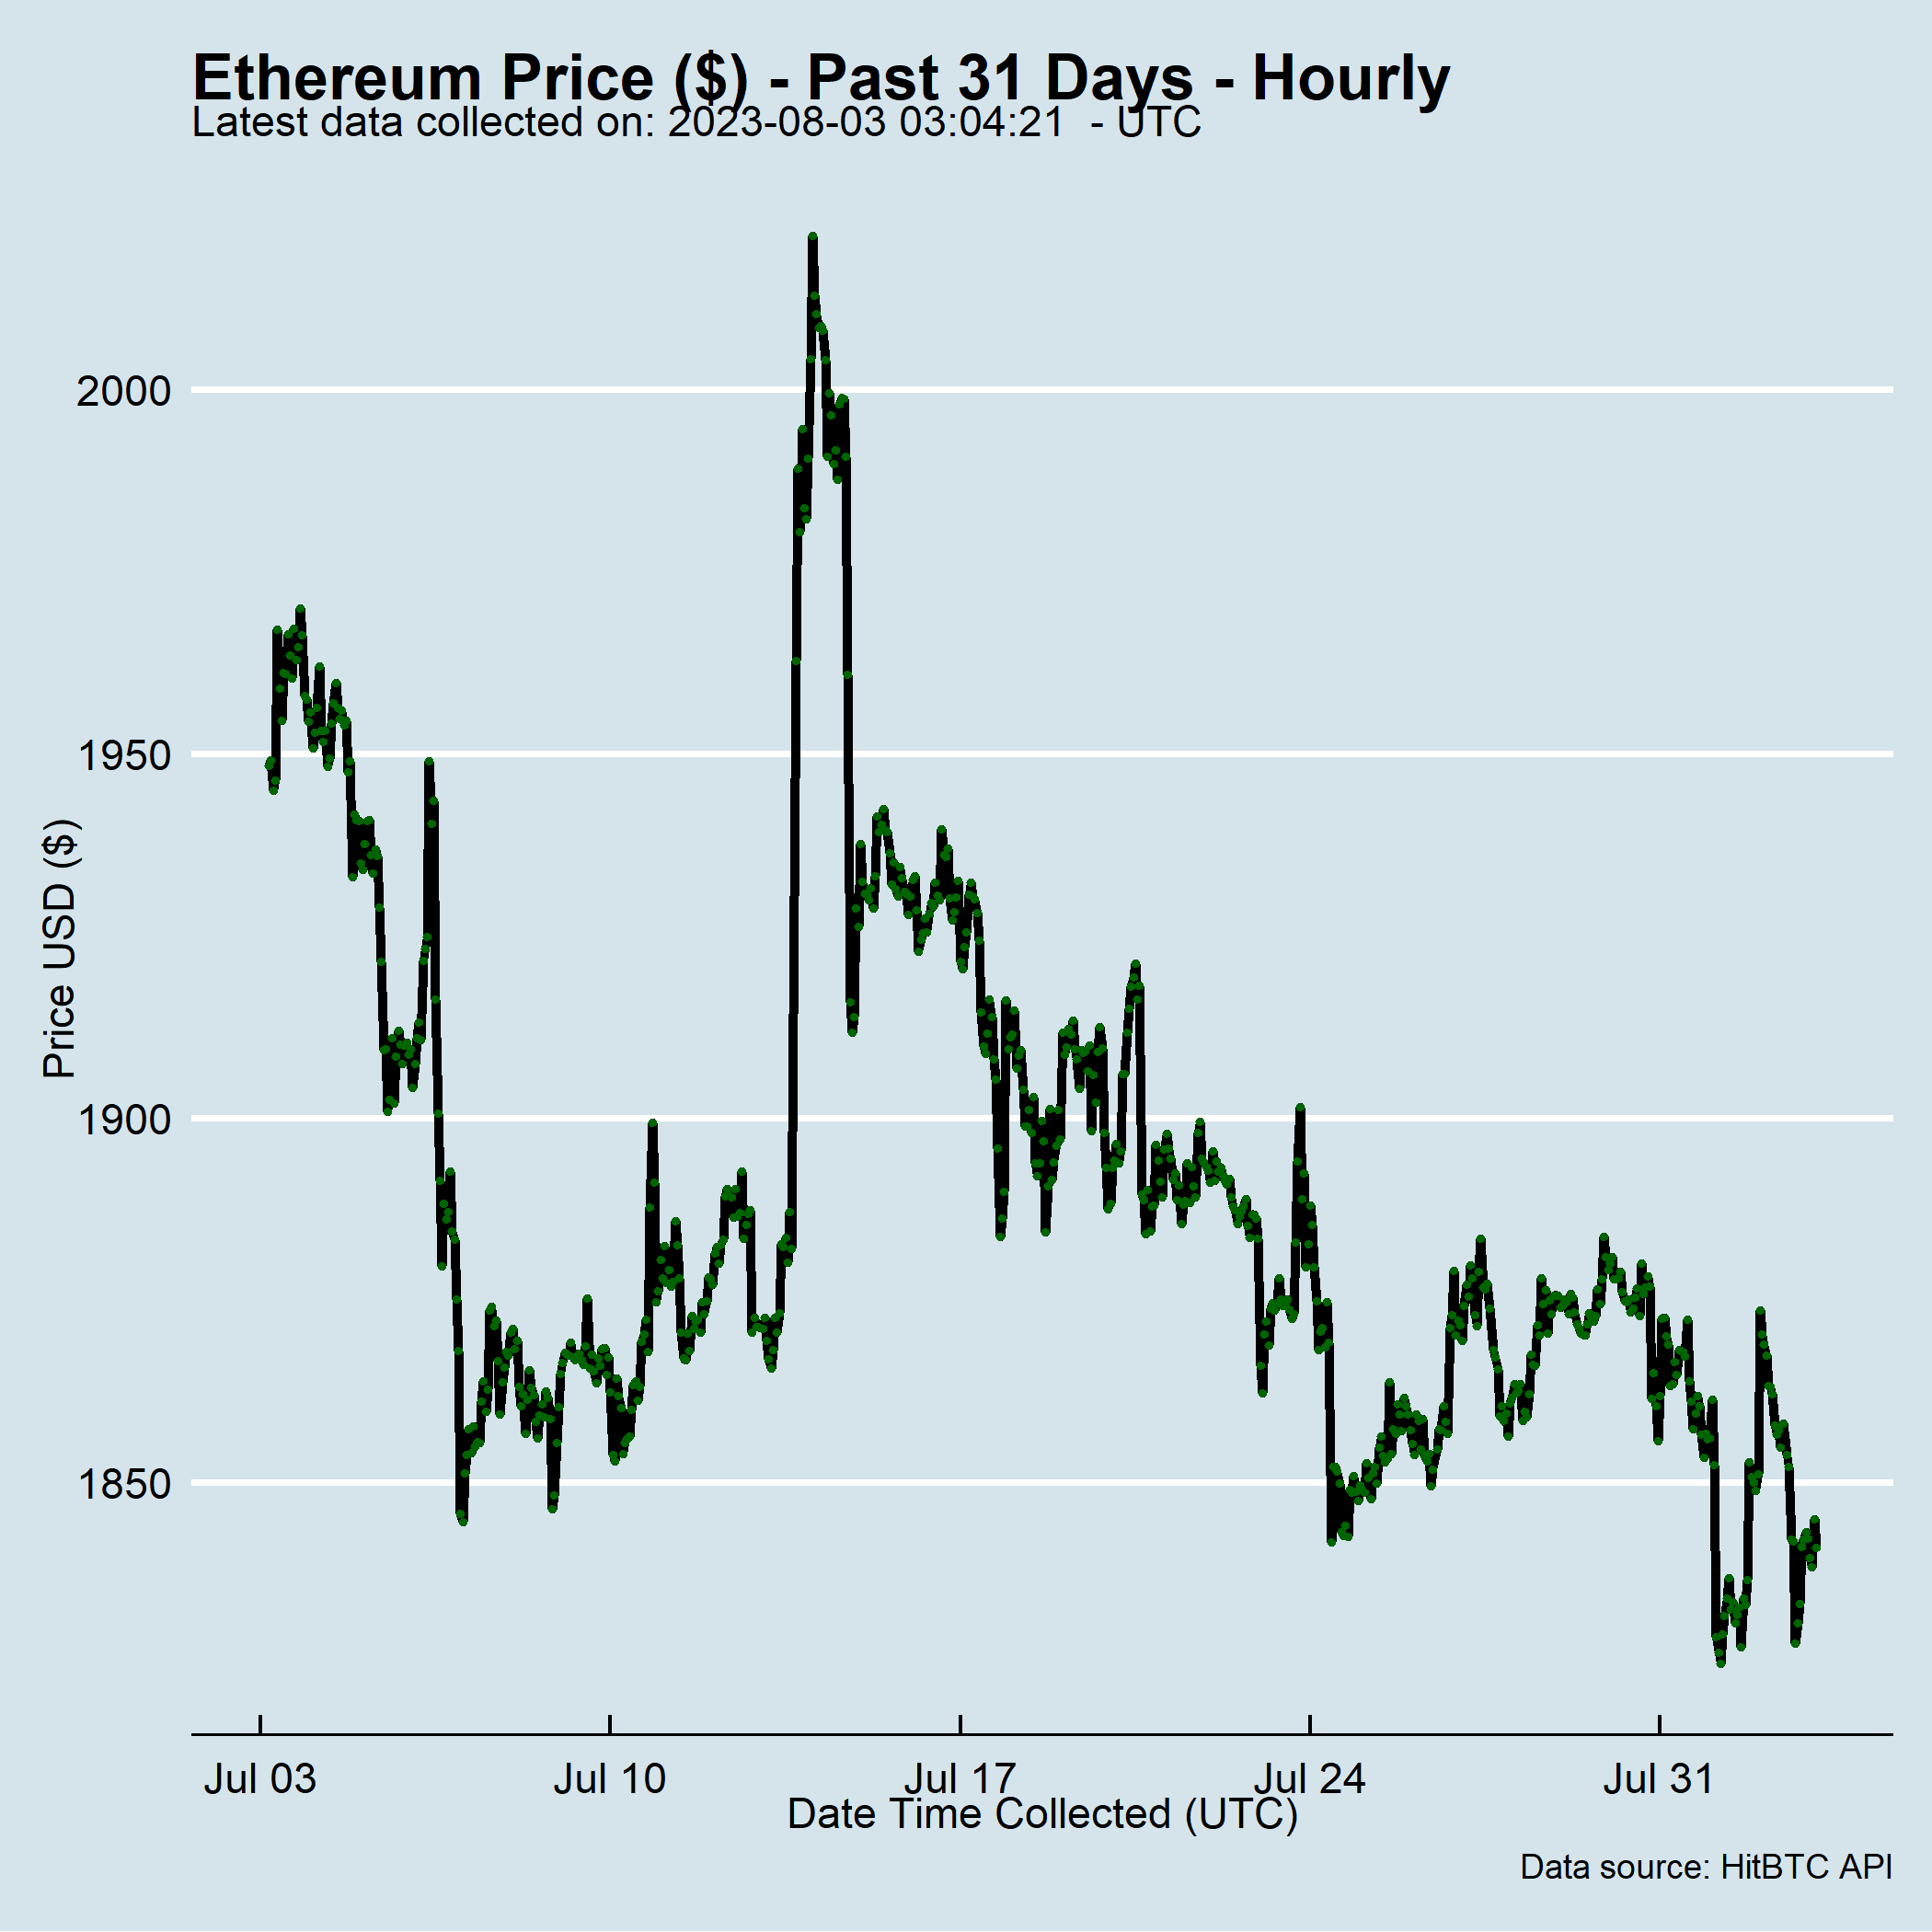 Ethereum Price ($) - Past 31 Days - Hourly
Latest data collected on: 2023-08-03 03:04:21  - UTC
2000
1950
1900
1850
Price USD ($)
Jul 03
Jul 10
Jul 17
Jul 24
Jul 31
Date Time Collected (UTC)
Data source: HitBTC API